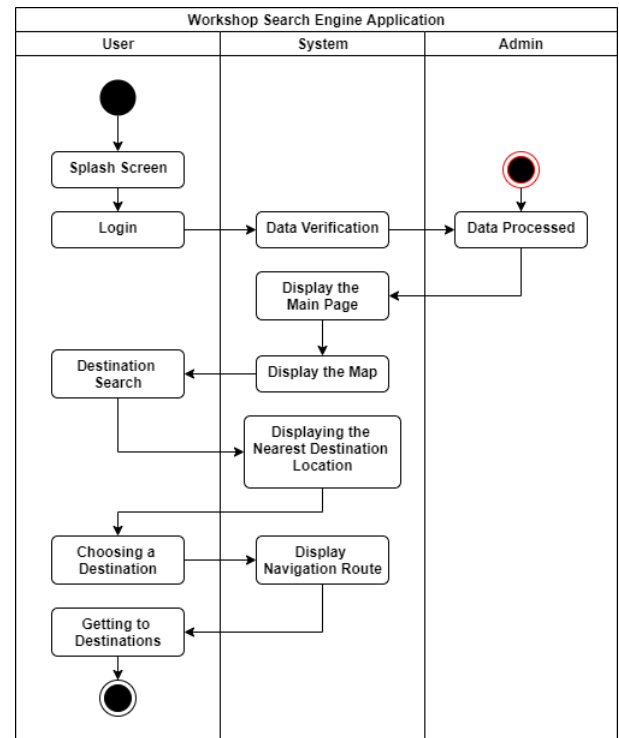 Workshop Search Engine Application
User
System
Admin
Splash Screen
Login
Data Verification
Data Processed
Display the
Main Page
Display the Map
Destination
Search
Displaying the
Nearest Destination
Location
Choosing a
Destination
Display
Navigation Route
Getting to
Destinations